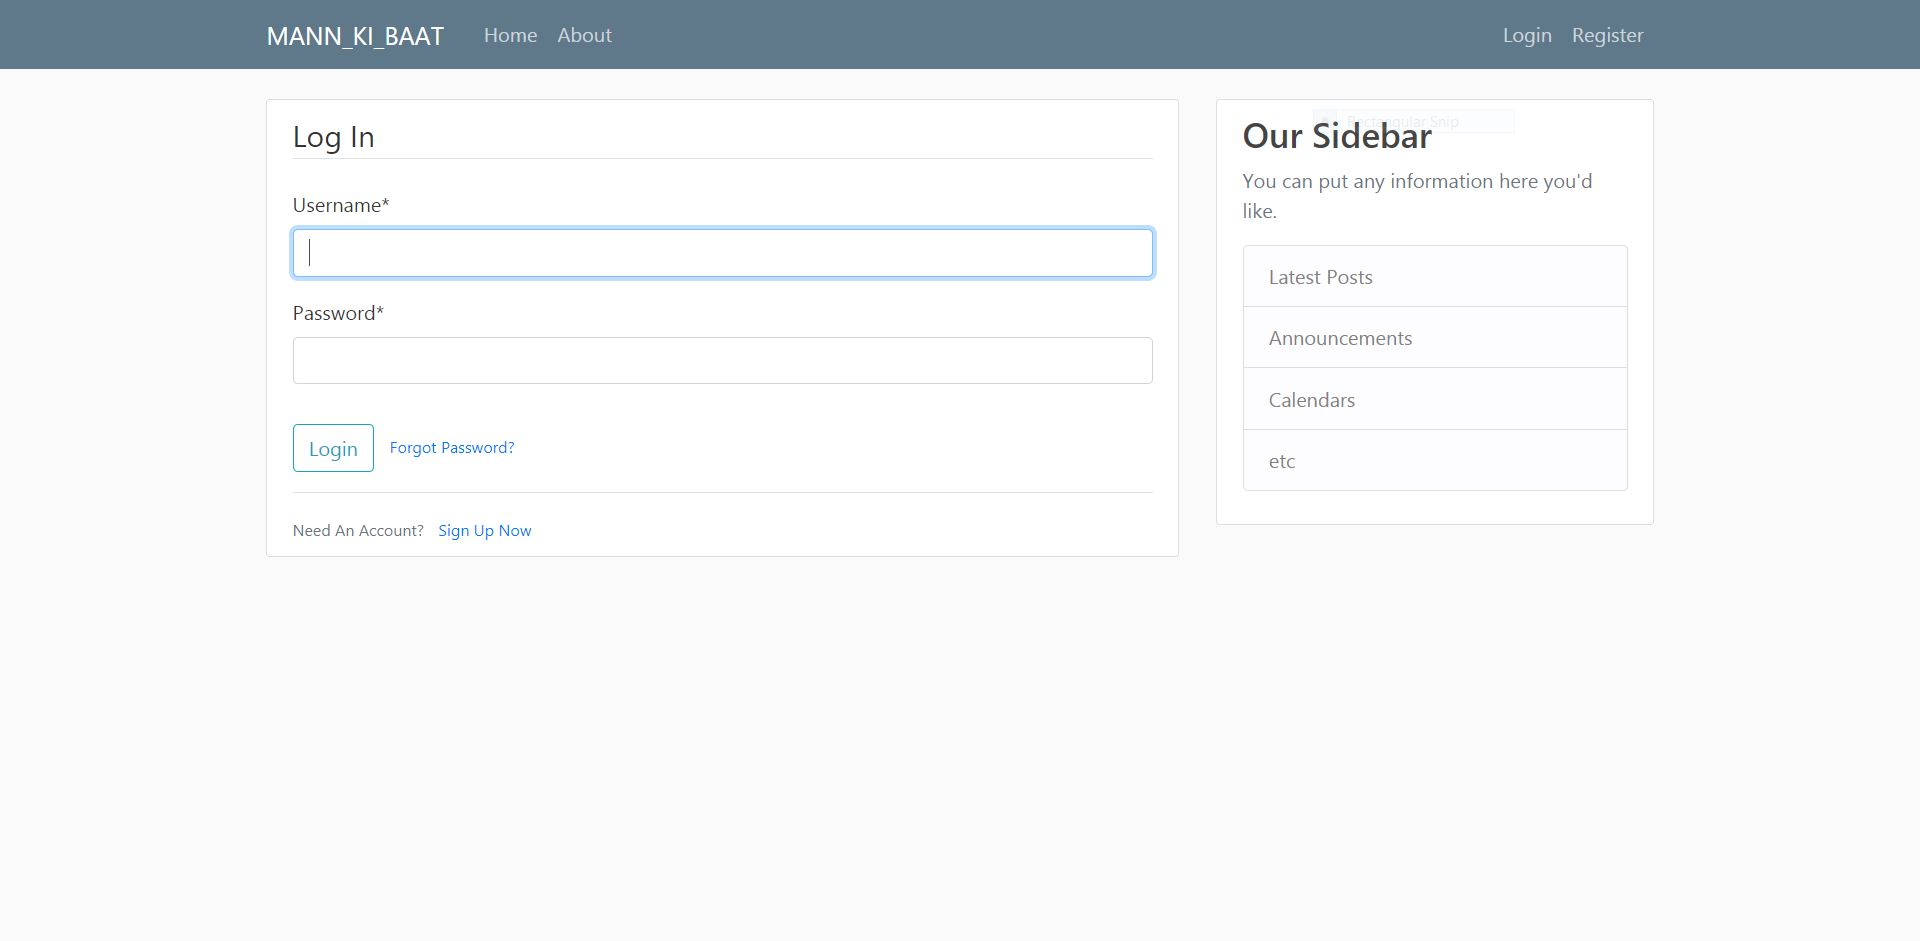 MANN_KI_BAAT Home About Login Register
Log In
Username*
Password*
Login Forgot Password?
Need An Account? Sign Up Now
Rectangular Snip
Our Sidebar
You can put any information here you'd
like.
Latest Posts
Announcements
Calendars
etc